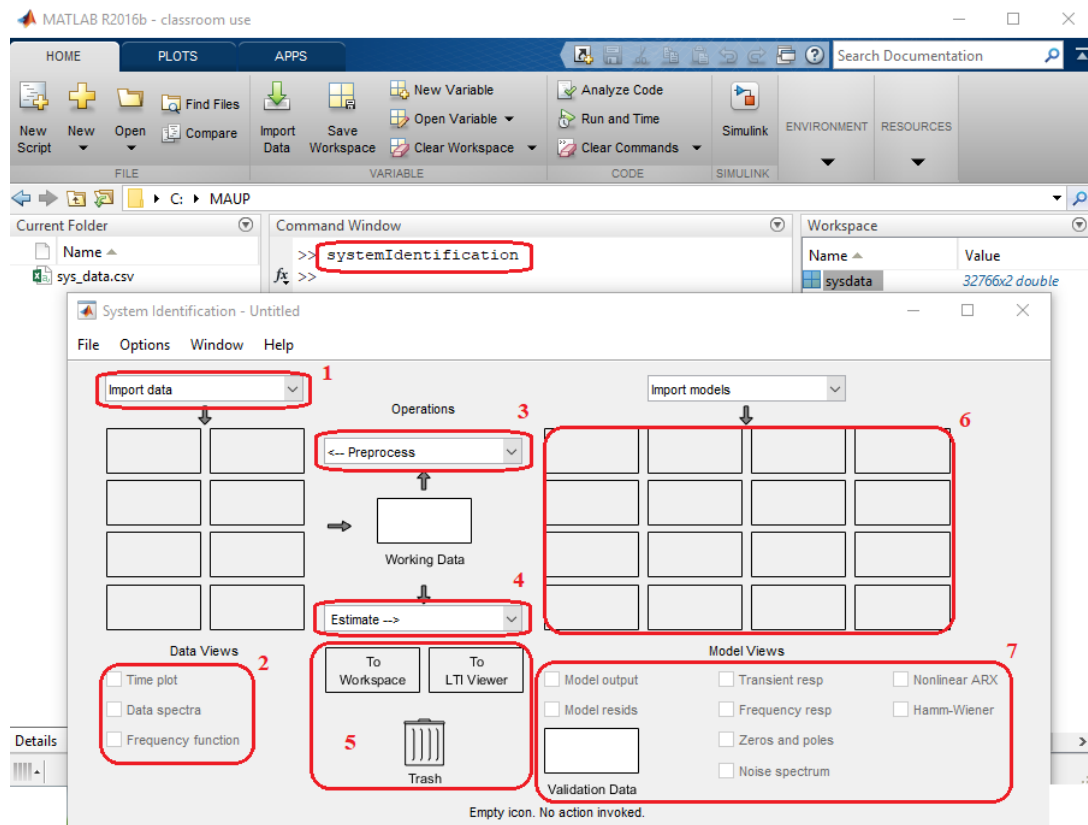 MATLAB R2016b - classroom use
HOME PLOTS APPS Search Documentation
New Script
New
Open
Find Files
Compare
Import Data
Save Workspace
New Variable
Open Variable
Clear Workspace
Analyze Code
Run and Time
Clear Commands
Simulink
ENVIRONMENT
RESOURCES
FILE VARIABLE CODE SIMULINK
C: MAUP
Current Folder
Name
sys_data.csv
Command Window
>> systemIdentification
fx >>
Workspace
Name Value
sysdata 32766x2 double
System Identification - Untitled
File Options Window Help
Import data 1
Import models
Operations
3
<-- Preprocess
6
Working Data
4
Estimate -->
Data Views
2
Time plot
Data spectra
Frequency function
To Workspace
To LTI Viewer
5
Trash
Model Views
7
Model output Transient resp Nonlinear ARX
Model resids Frequency resp Hamm-Wiener
Zeros and poles
Noise spectrum
Validation Data
Empty icon. No action invoked.
Details